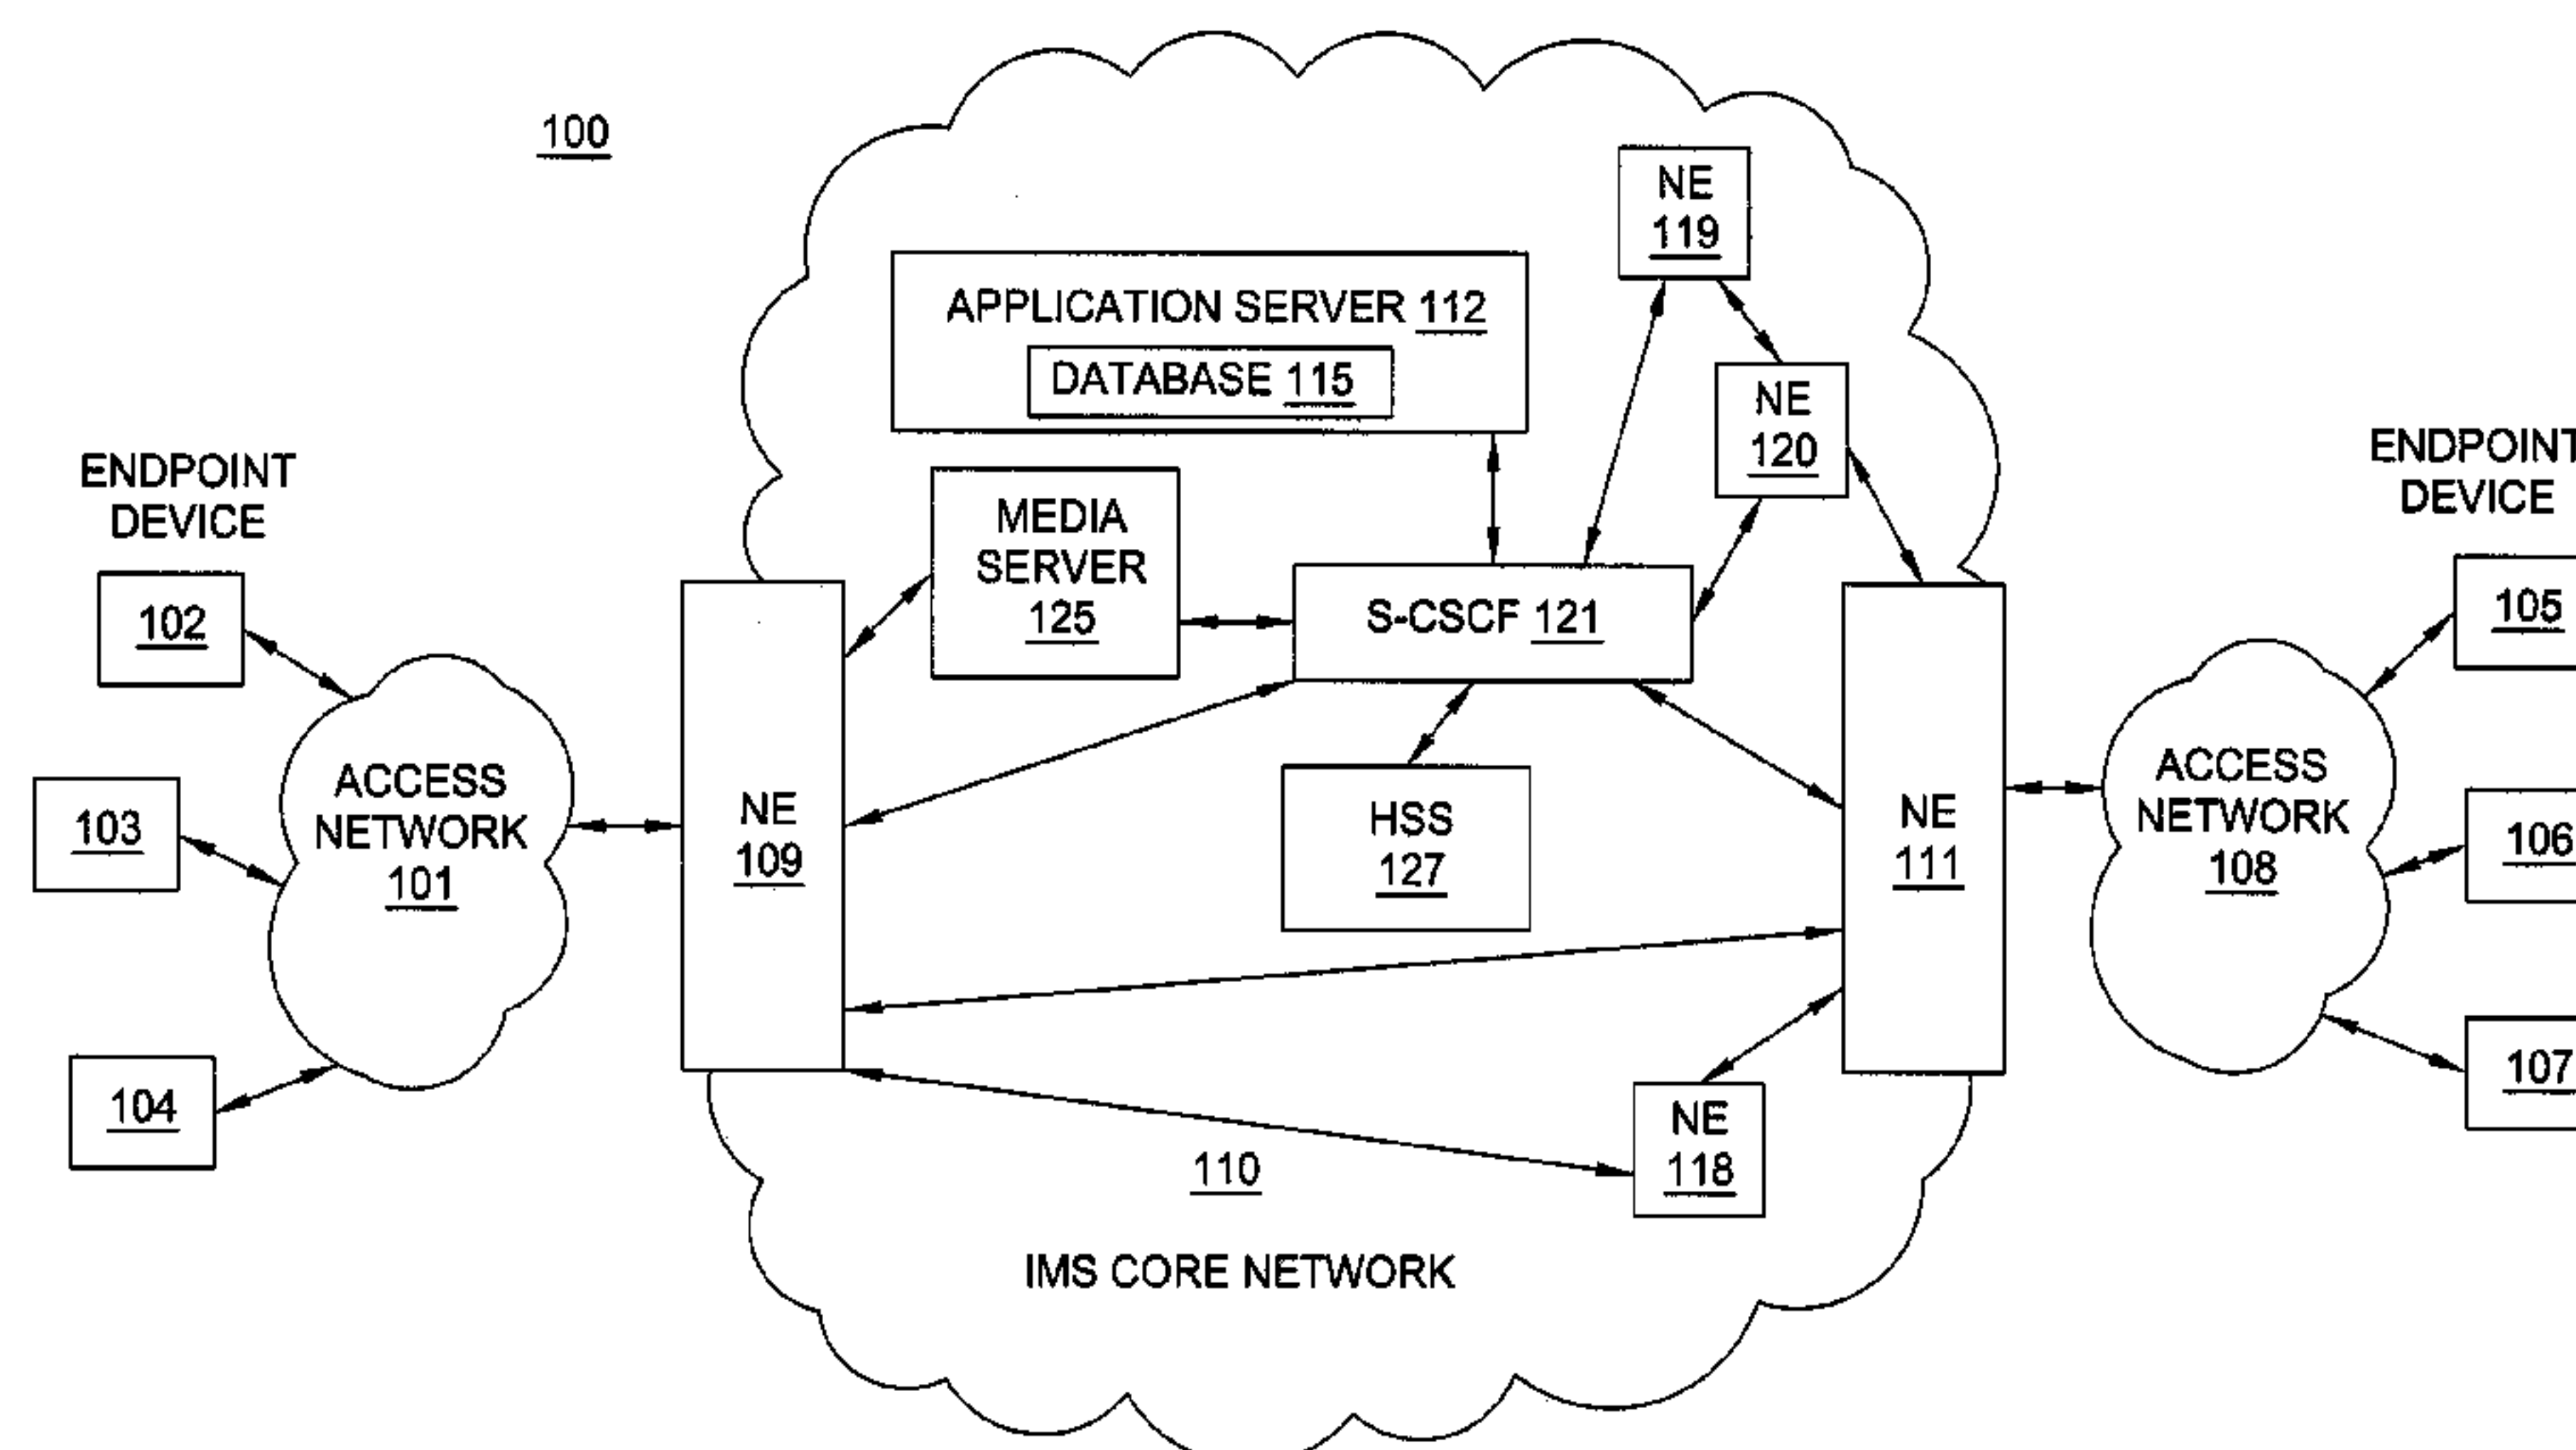 100
NE
119
APPLICATION SERVER 112
DATABASE 115
NE
120
ENDPOINT
DEVICE
ENDPOINT
DEVICE
MEDIA
SERVER
125
S-CSCF 121
102
105
ACCESS
NETWORK
101
103
NE
109
HSS
127
NE
111
ACCESS
NETWORK
108
106
104
107
NE
118
110
IMS CORE NETWORK